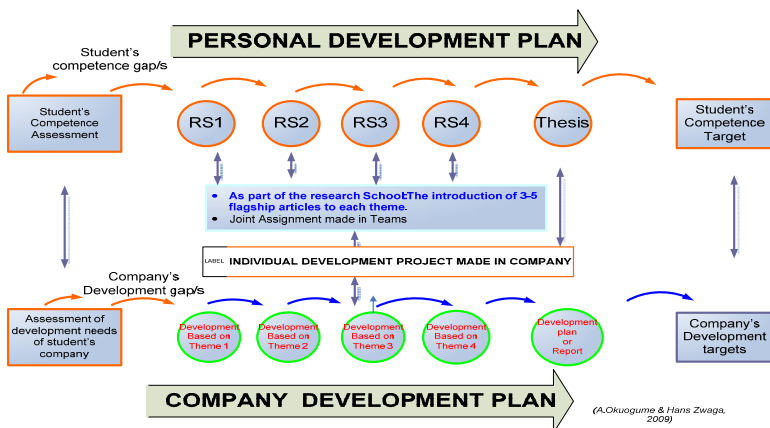 PERSONAL DEVELOPMENT PLAN
Student's
competence gap/s
Student's
Competence
Assessment
RS1
RS2
RS3
RS4
Thesis
Student's
Competence
Target
• As part of the research School:The introduction of 3-5
flagship articles to each theme.
• Joint Assignment made in Teams
LABEL INDIVIDUAL DEVELOPMENT PROJECT MADE IN COMPANY
Company's
Development gap/s
Assessment of
development needs
of student's
company
Development
Based on
Theme 1
Development
Based on
Theme 2
Development
Based on
Theme 3
Development
Based on
Theme 4
Development
plan
or
Report
Company's
Development
targets
COMPANY DEVELOPMENT PLAN
(A.Okuogume & Hans Zwaga,
2009)